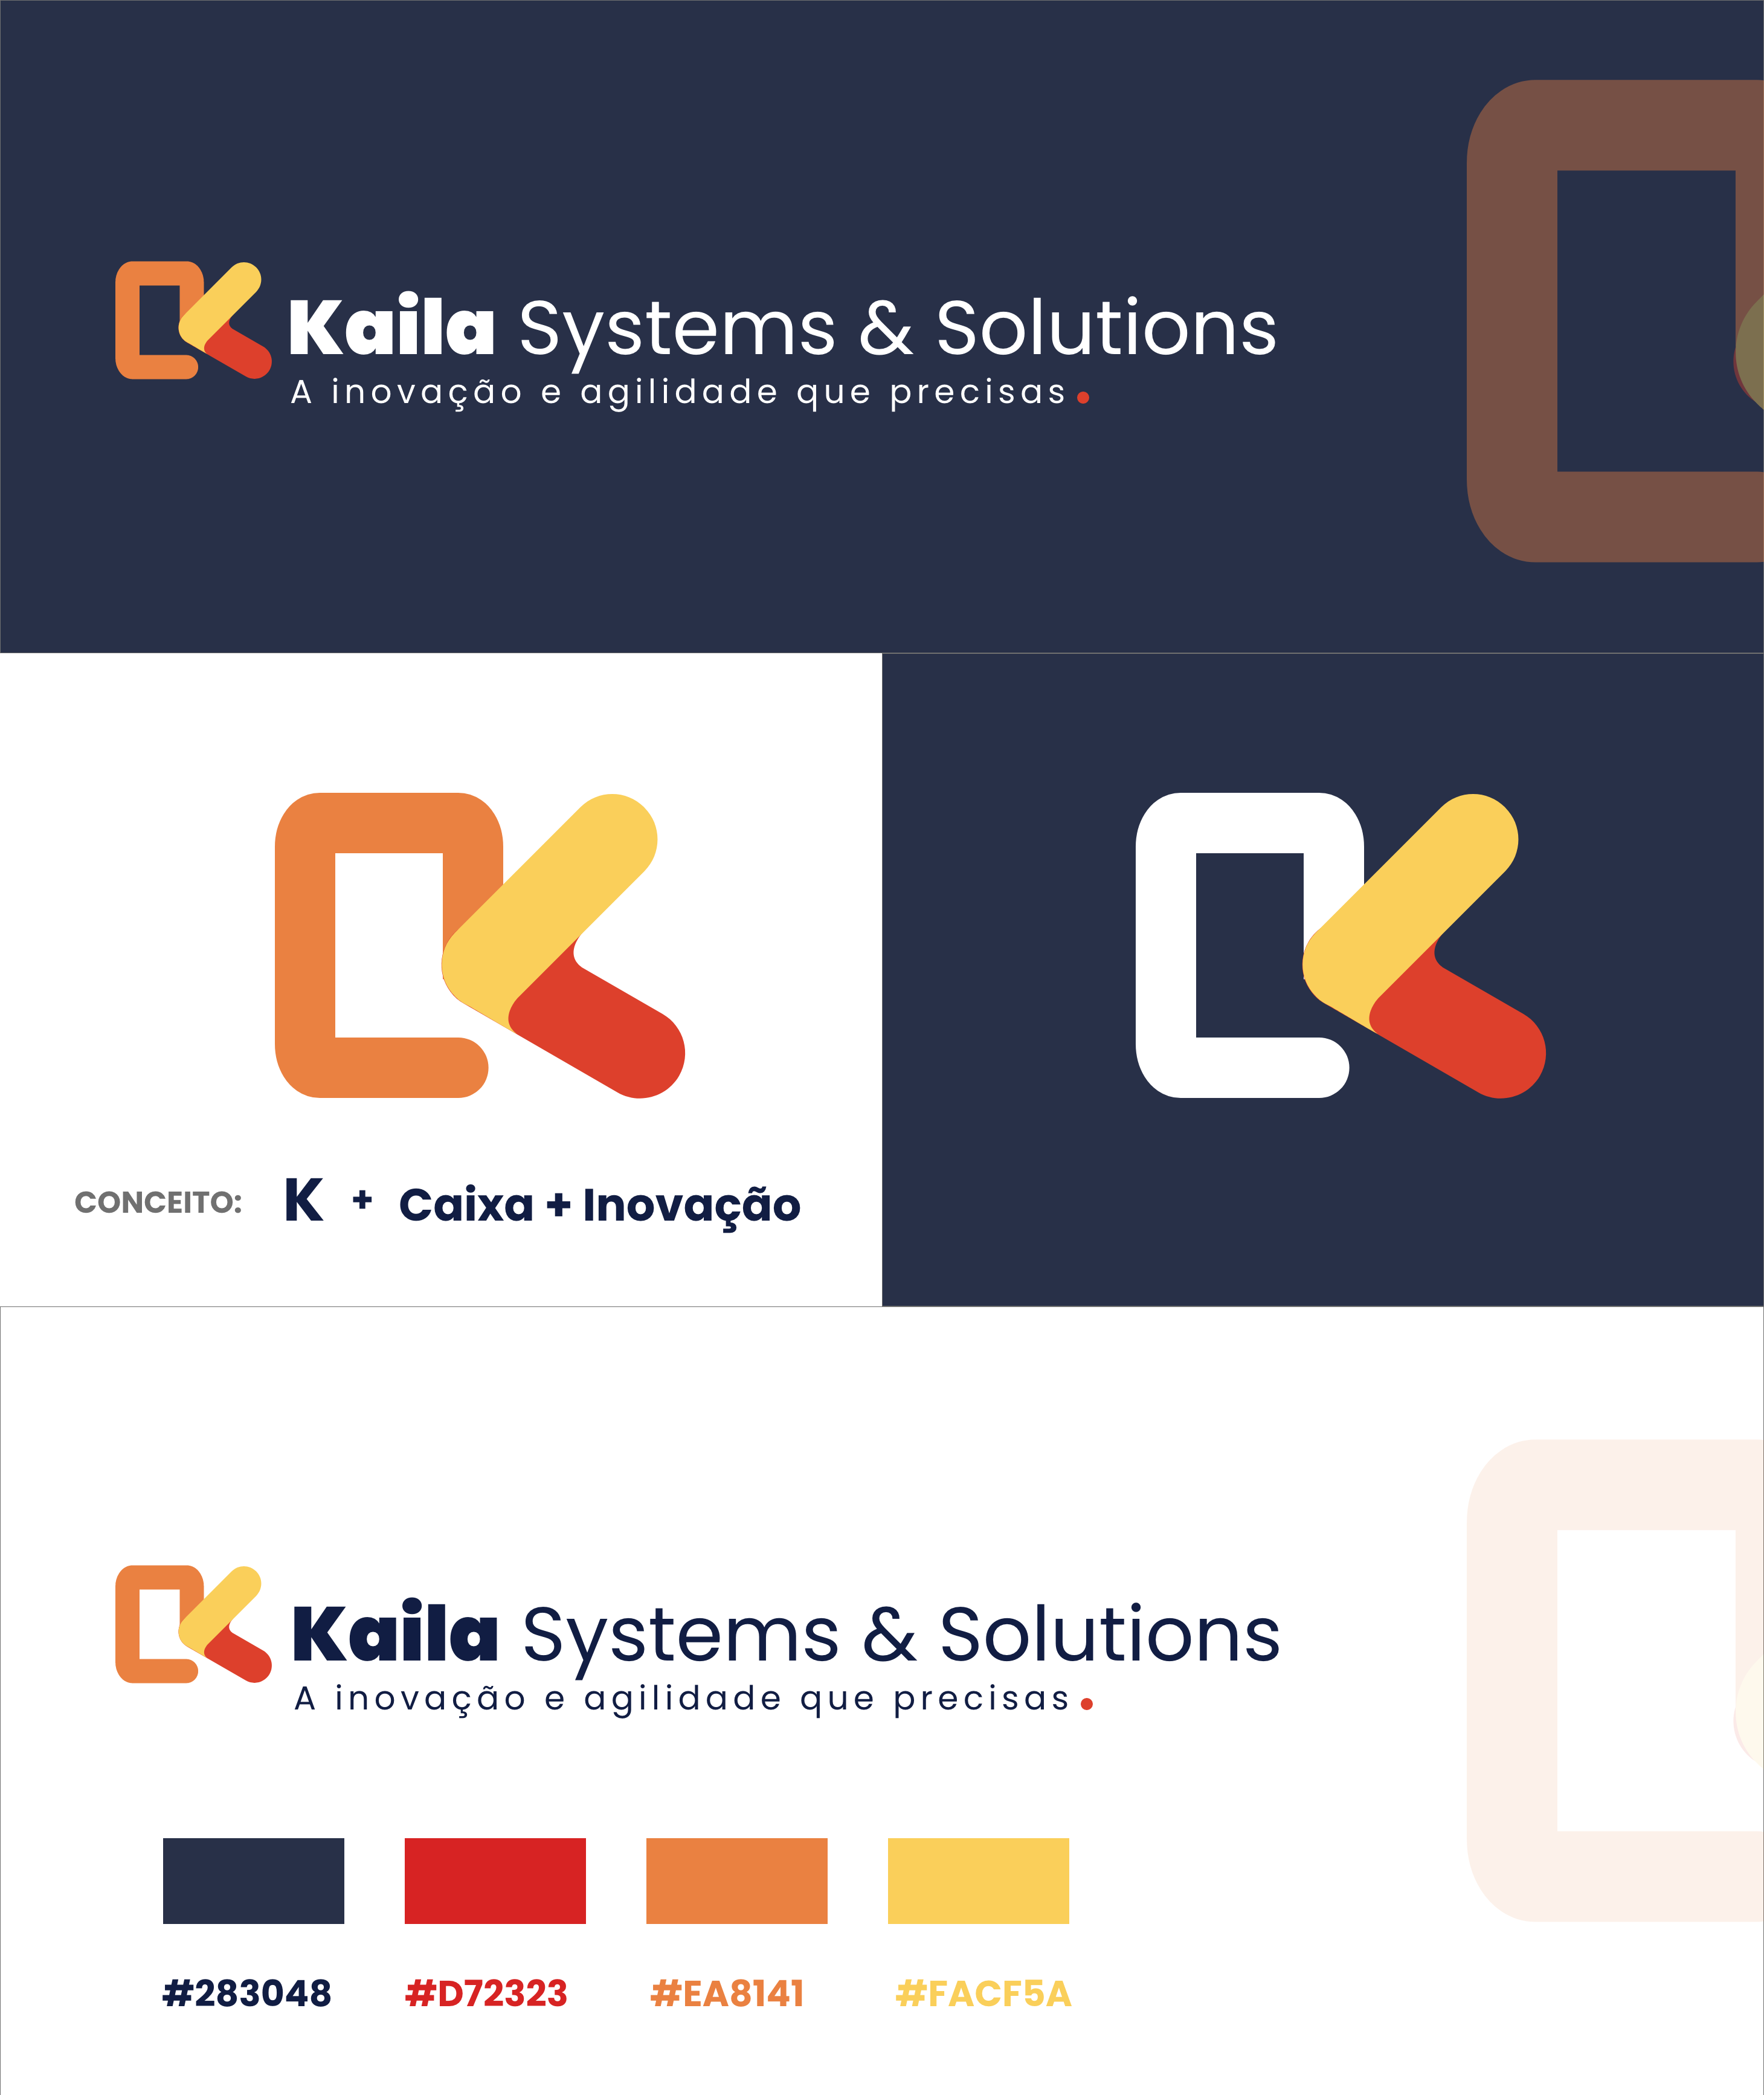 Kaila Systems & Solutions
A inovação e agilidade que precisas.
CONCEITO: K + Caixa + Inovação
Kaila Systems & Solutions
A inovação e agilidade que precisas.
#283048 #D72323 #EA8141 #FACF5A